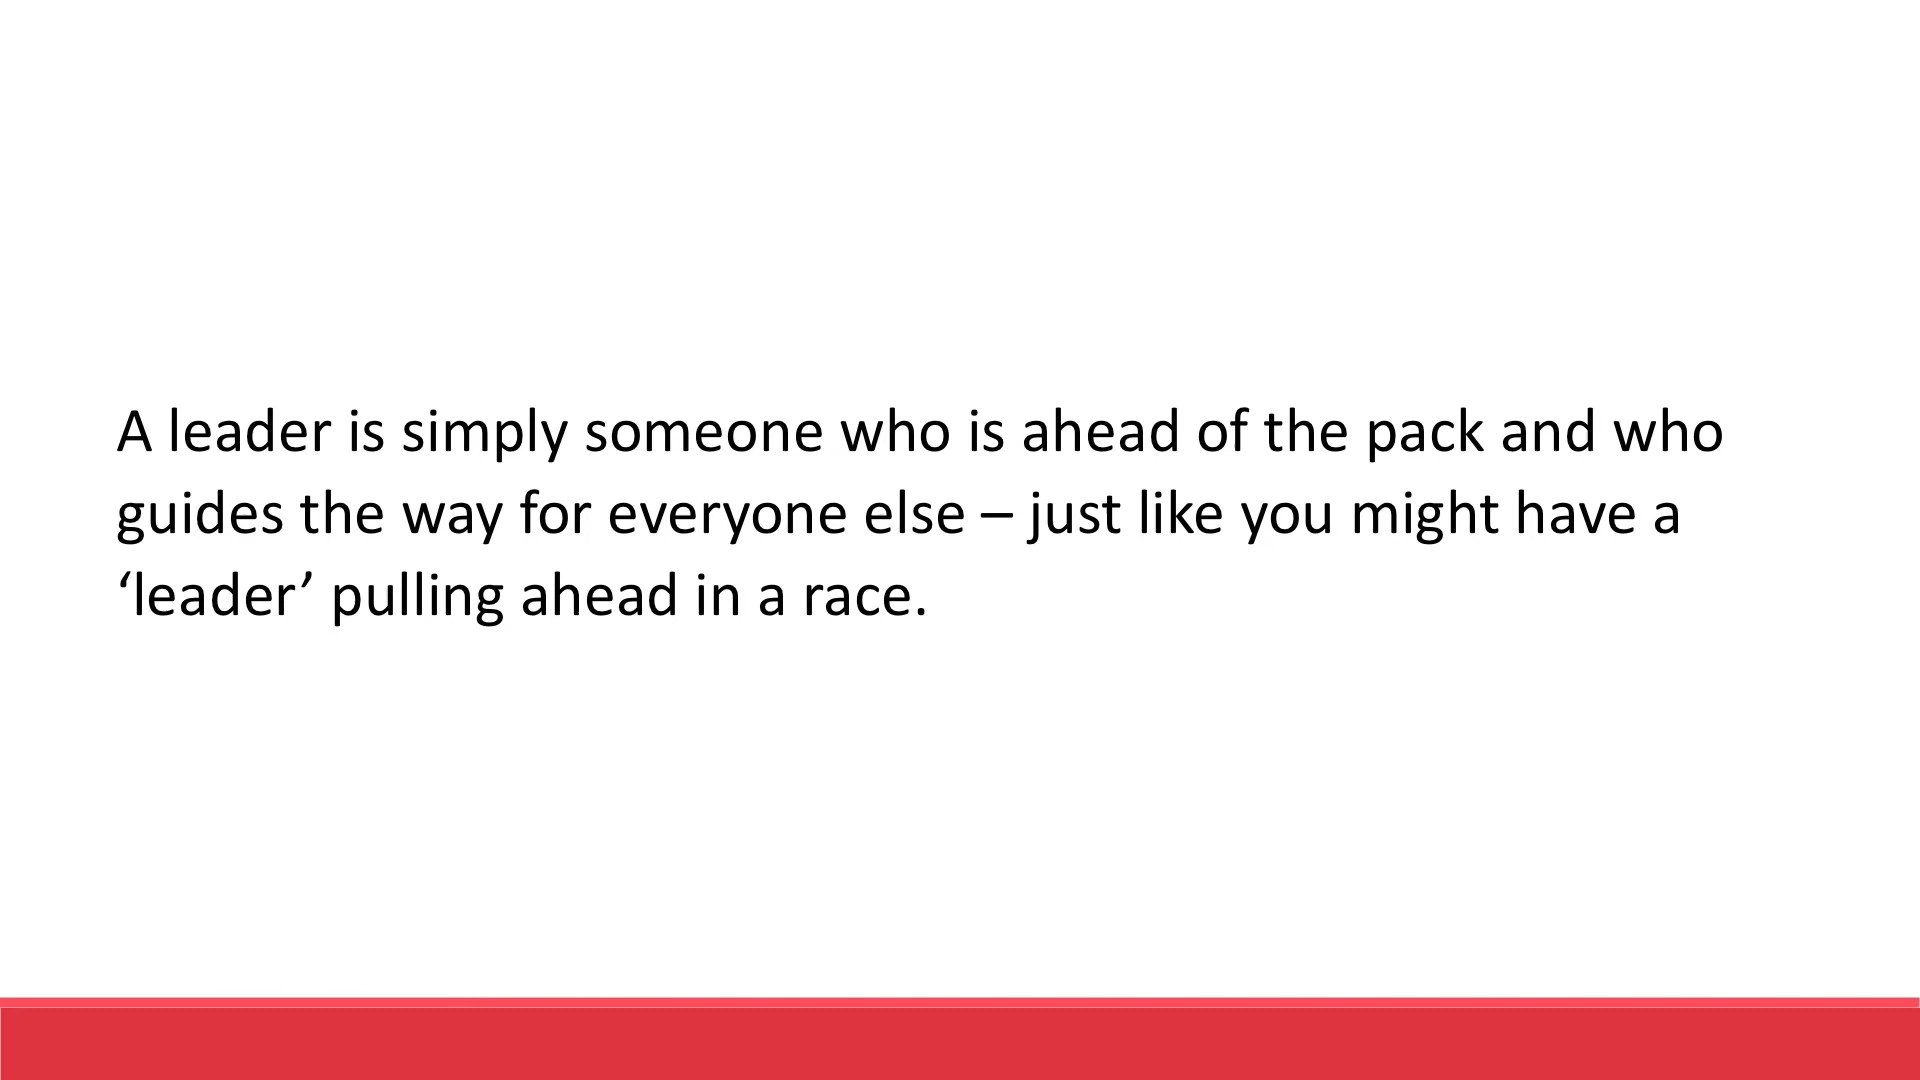 A leader is simply someone who is ahead of the pack and who
guides the way for everyone else – just like you might have a
‘leader’ pulling ahead in a race.